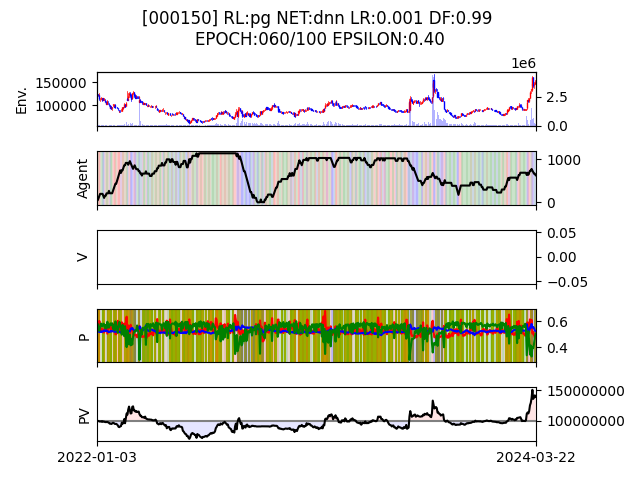 [000150] RL:pg NET:dnn LR:0.001 DF:0.99
EPOCH:060/100 EPSILON:0.40
1e6
Env.
150000
100000
2.5
0.0
Agent
1000
0
V
0.05
0.00
−0.05
P
0.6
0.4
PV
150000000
100000000
2022-01-03
2024-03-22